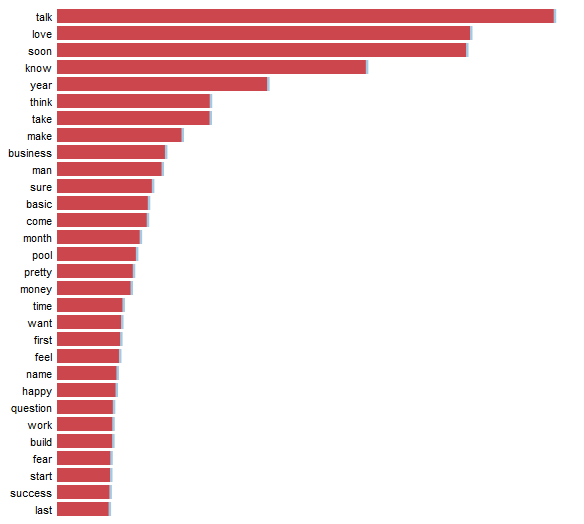 talk
love
soon
know
year
think
take
make
business
man
sure
basic
come
month
pool
pretty
money
time
want
first
feel
name
happy
question
work
build
fear
start
success
last